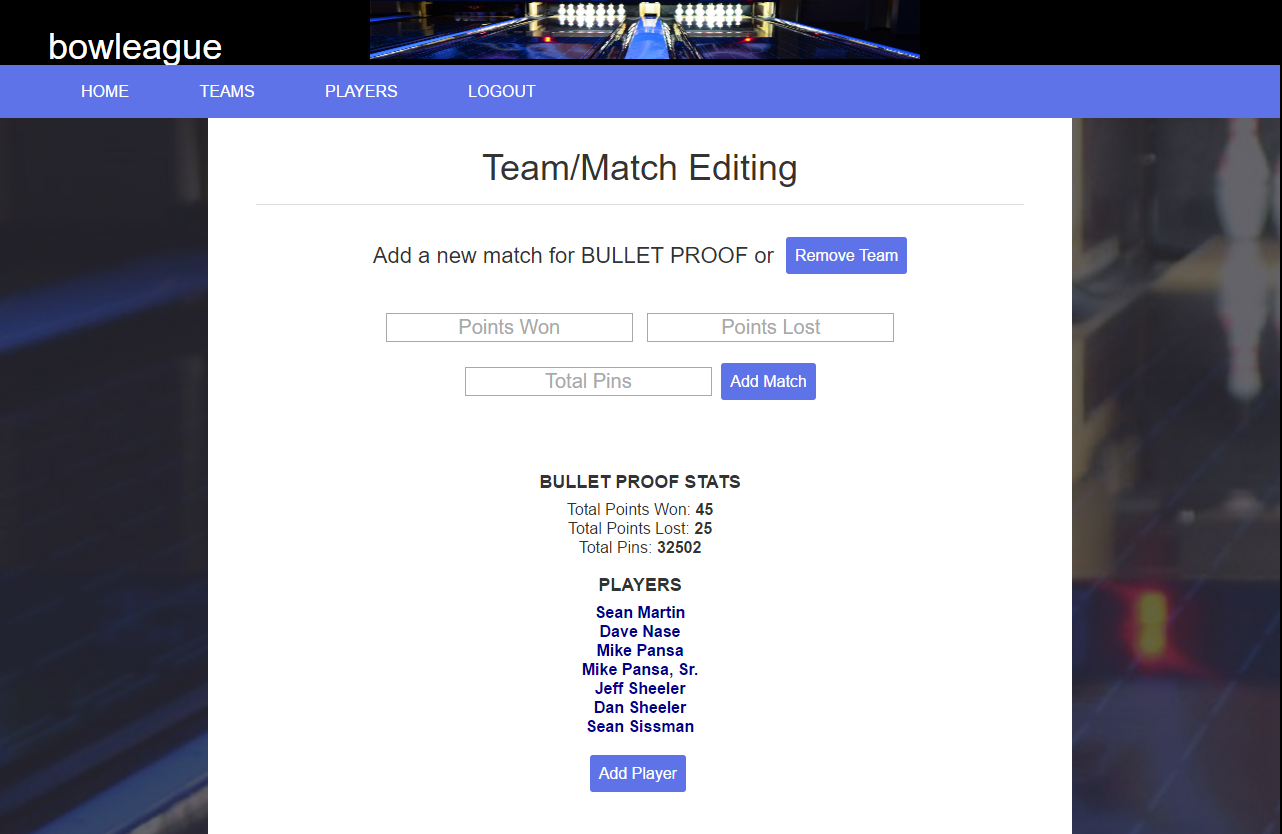 bowleague
HOME TEAMS PLAYERS LOGOUT
Team/Match Editing
Add a new match for BULLET PROOF or Remove Team
Points Won Points Lost
Total Pins Add Match
BULLET PROOF STATS
Total Points Won: 45
Total Points Lost: 25
Total Pins: 32502
PLAYERS
Sean Martin
Dave Nase
Mike Pansa
Mike Pansa, Sr.
Jeff Sheeler
Dan Sheeler
Sean Sissman
Add Player